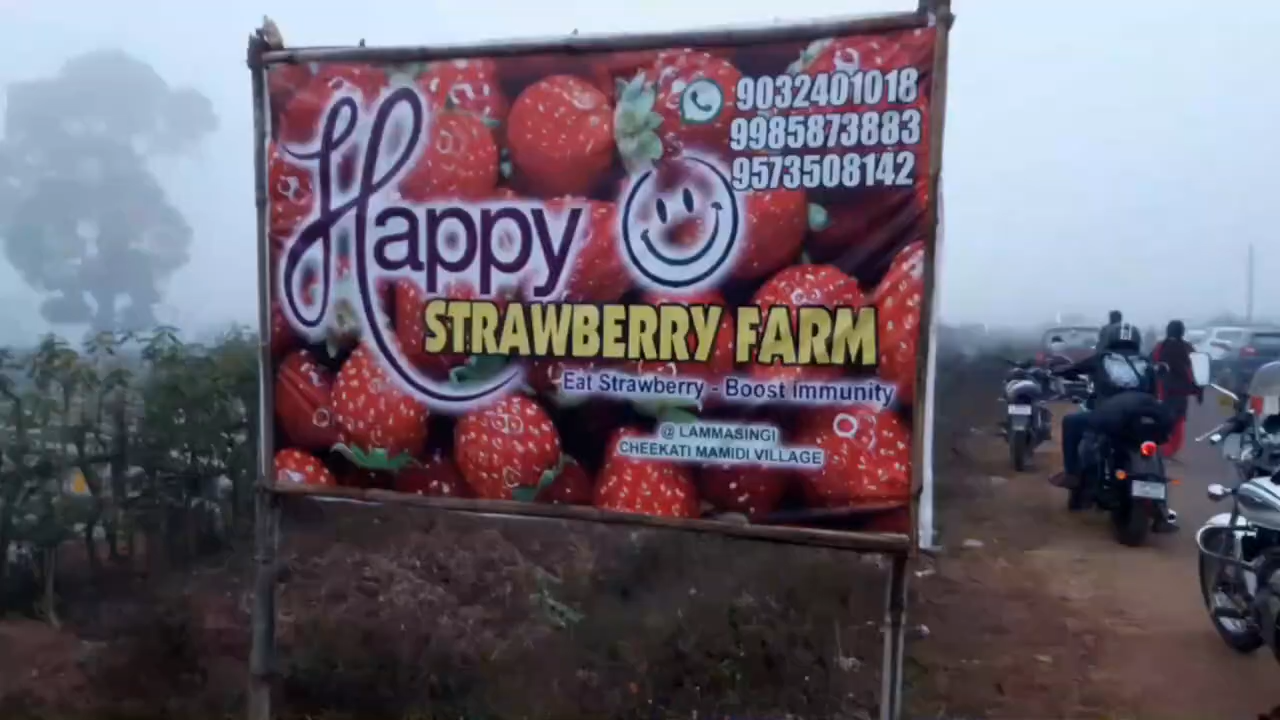 9032401018
9985873883
9573508142
Happy
STRAWBERRY FARM
Eat Strawberry - Boost Immunity
@ LAMMASINGI
CHEEKATI MAMIDI VILLAGE